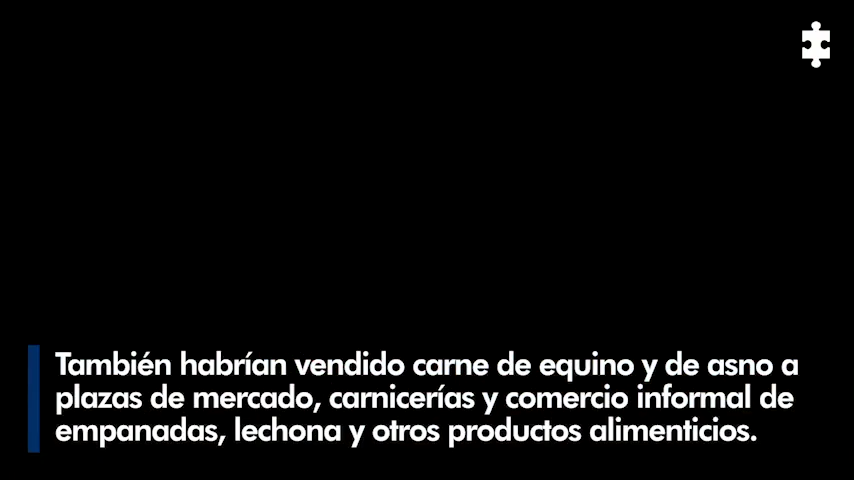 También habrían vendido carne de equino y de asno a
plazas de mercado, carnicerías y comercio informal de
empanadas, lechona y otros productos alimenticios.